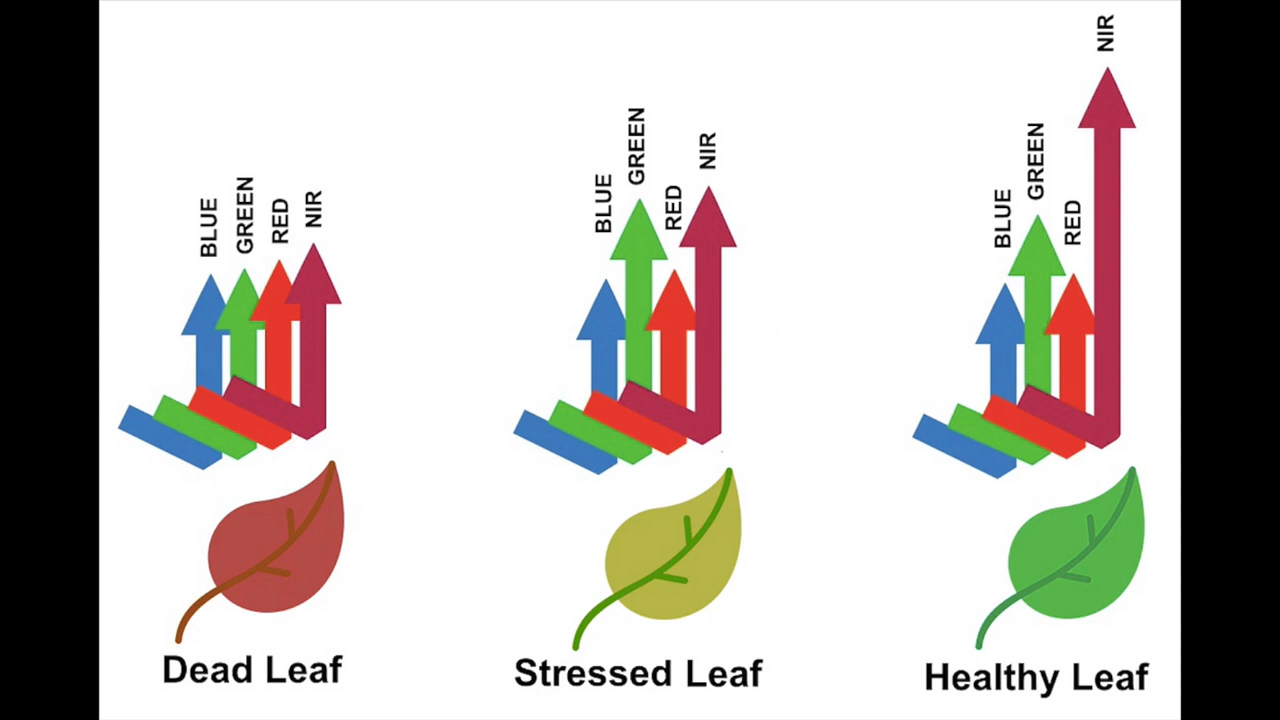 BLUE
GREEN
RED
NIR
BLUE
GREEN
RED
NIR
BLUE
GREEN
RED
NIR
Dead Leaf
Stressed Leaf
Healthy Leaf